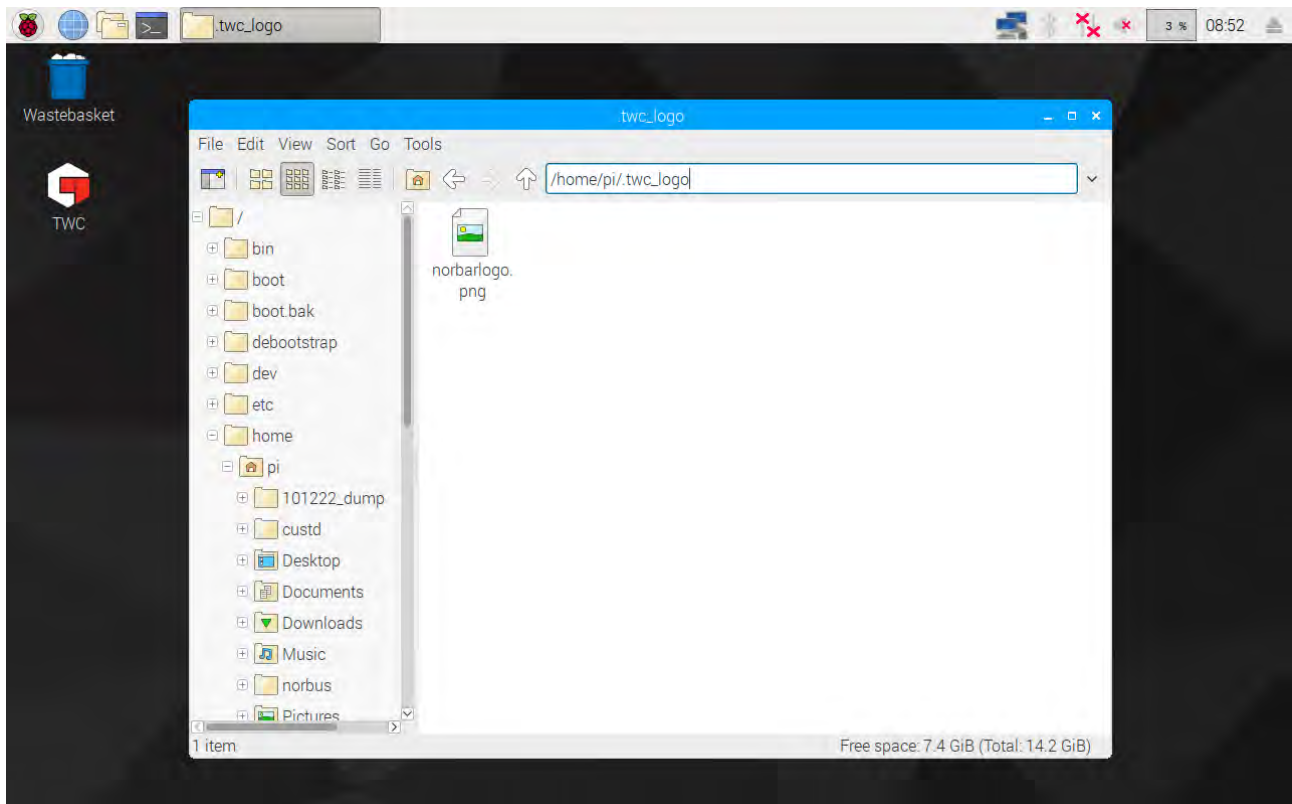 .twc_logo
3 %
08:52
Wastebasket
TWC
twc_logo
File Edit View Sort Go Tools
/home/pi/.twc_logo
/
bin
boot
boot.bak
debootstrap
dev
etc
home
pi
101222_dump
custd
Desktop
Documents
Downloads
Music
norbus
Pictures
norbarlogo.
png
1 item
Free space: 7.4 GiB (Total: 14.2 GiB)